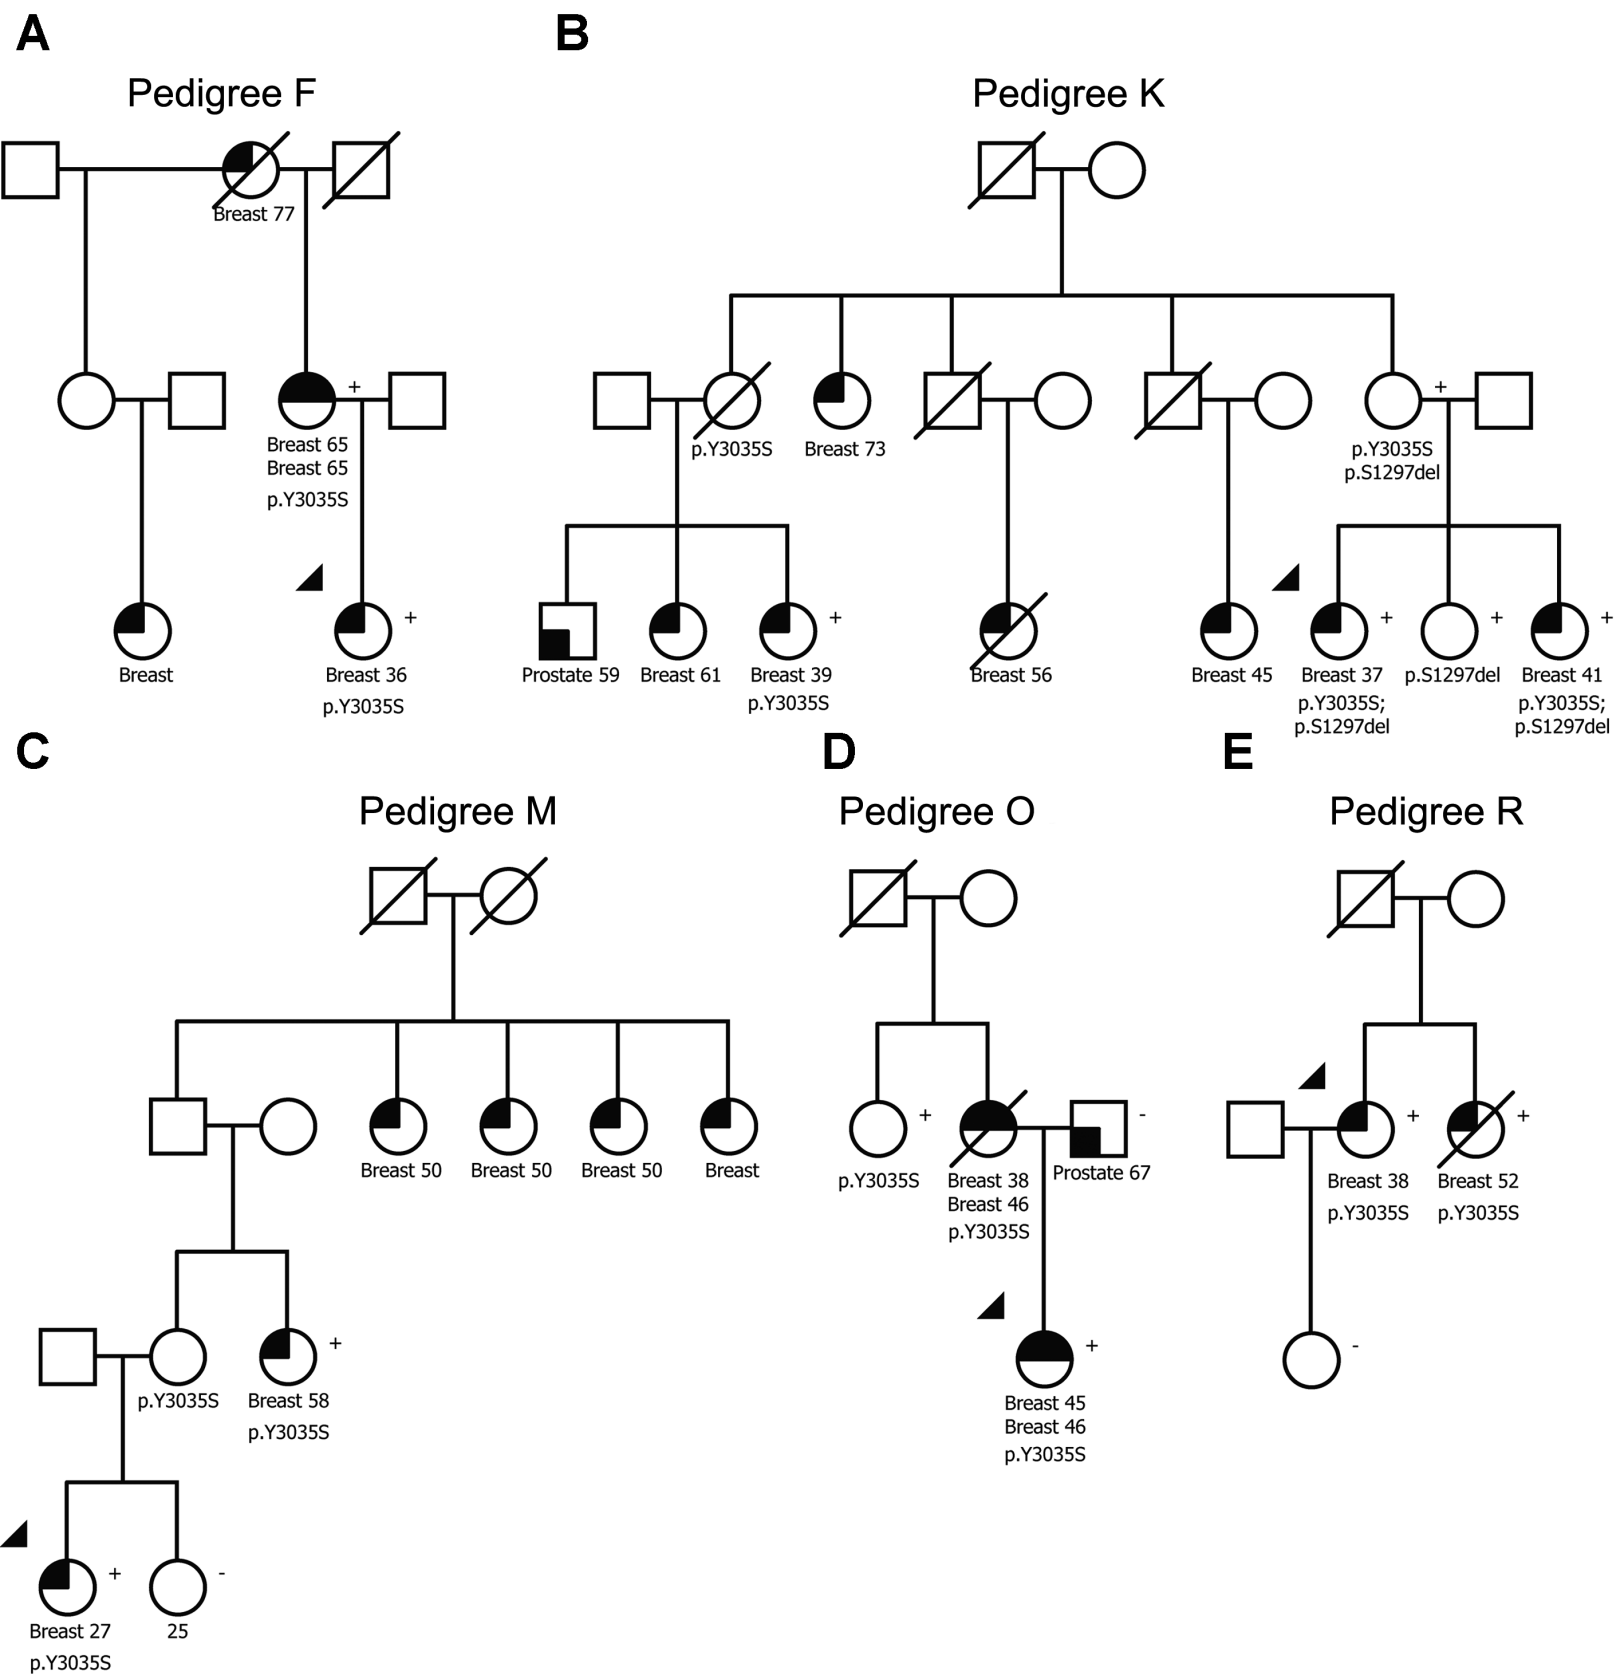 A
B
Pedigree F
Pedigree K
Breast 77
+
Breast 65
Breast 65
p.Y3035S
p.Y3035S
Breast 73
+
p.Y3035S
p.S1297del
Breast
+
Breast 36
p.Y3035S
Prostate 59
Breast 61
+
Breast 39
p.Y3035S
Breast 56
Breast 45
+
Breast 37
p.Y3035S;
p.S1297del
+
p.S1297del
+
Breast 41
p.Y3035S;
p.S1297del
C
D
E
Pedigree M
Pedigree O
Pedigree R
Breast 50
Breast 50
Breast 50
Breast
p.Y3035S
+
Breast 58
p.Y3035S
+
Breast 27
p.Y3035S
-
25
+
p.Y3035S
Breast 38
Breast 46
p.Y3035S
-
Prostate 67
+
Breast 45
Breast 46
p.Y3035S
+
Breast 38
p.Y3035S
+
Breast 52
p.Y3035S
-